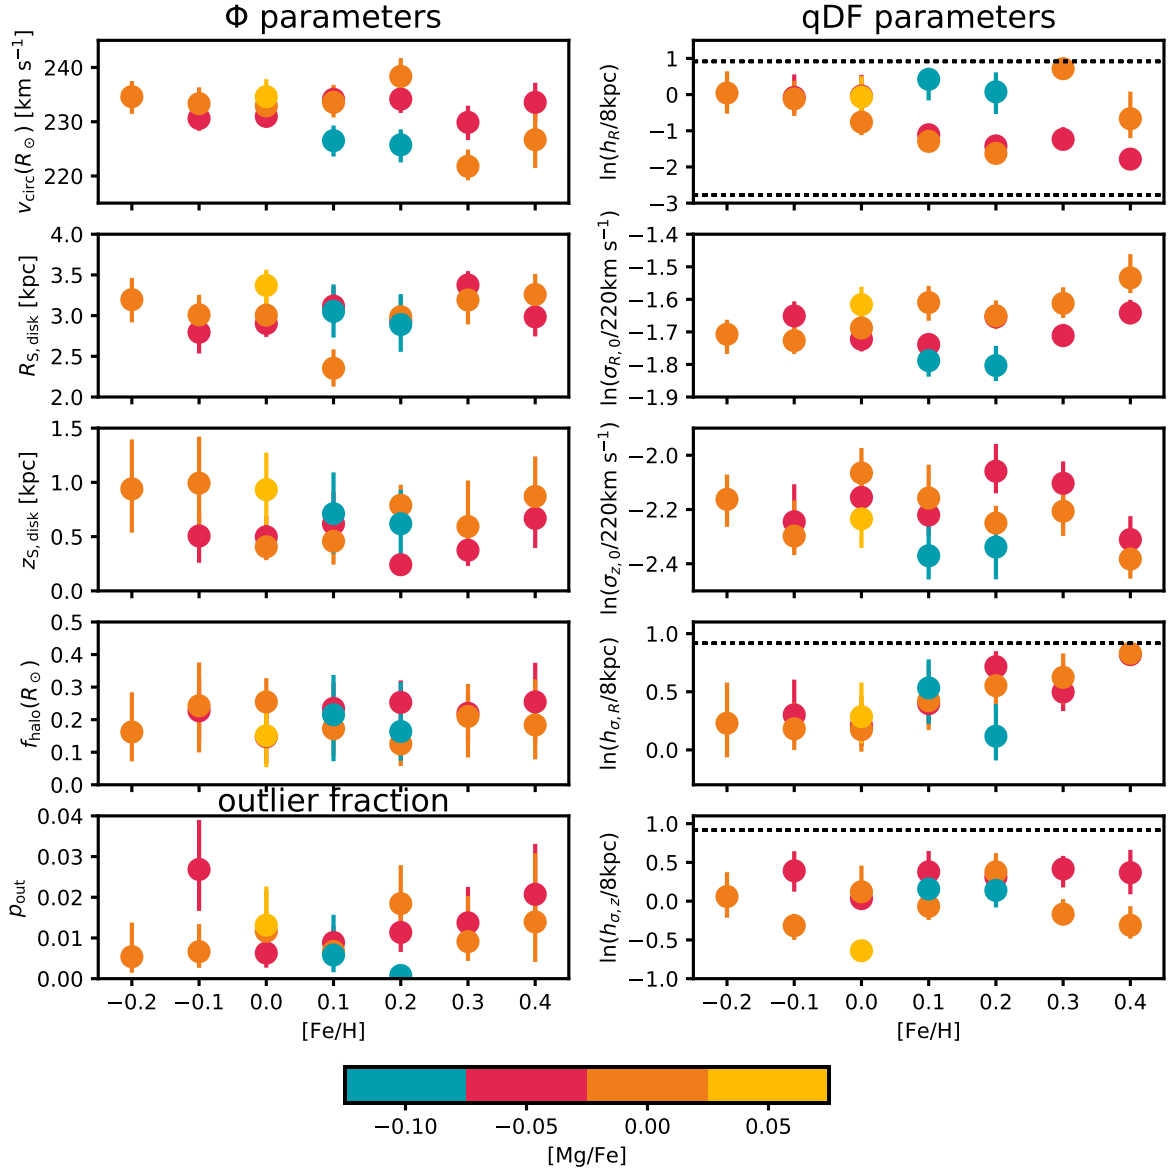 Φ parameters
qDF parameters
240
230
220
v_circ(R_⊙) [km s⁻¹]
1
0
−1
−2
−3
ln(h_R/8kpc)
4.0
3.5
3.0
2.5
2.0
R_S, disk [kpc]
−1.4
−1.5
−1.6
−1.7
−1.8
−1.9
ln(σ_R, 0/220km s⁻¹)
1.5
1.0
0.5
0.0
z_S, disk [kpc]
−2.0
−2.2
−2.4
ln(σ_z, 0/220km s⁻¹)
0.5
0.4
0.3
0.2
0.1
0.0
f_halo(R_⊙)
1.0
0.5
0.0
ln(h_σ, R/8kpc)
outlier fraction
0.04
0.03
0.02
0.01
0.00
p_out
−0.2 −0.1 0.0 0.1 0.2 0.3 0.4
[Fe/H]
1.0
0.5
0.0
−0.5
−1.0
ln(h_σ, z/8kpc)
−0.2 −0.1 0.0 0.1 0.2 0.3 0.4
[Fe/H]
−0.10 −0.05 0.00 0.05
[Mg/Fe]